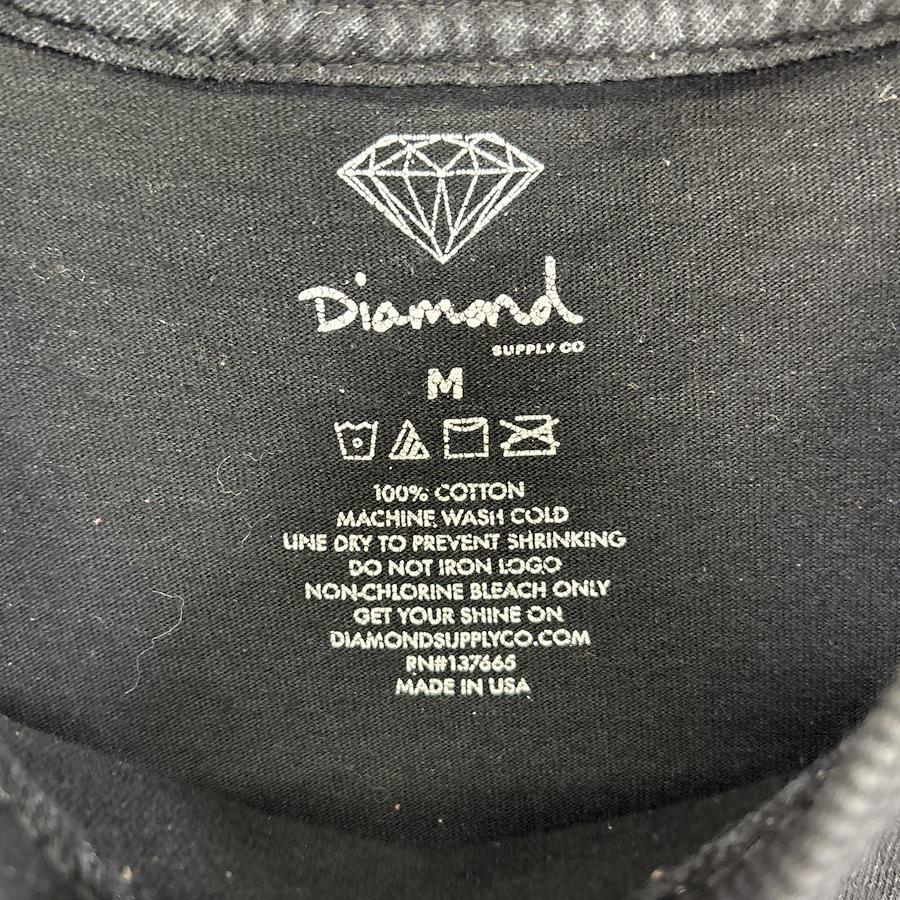 Diamond
SUPPLY CO
M
100% COTTON
MACHINE WASH COLD
LINE DRY TO PREVENT SHRINKING
DO NOT IRON LOGO
NON-CHLORINE BLEACH ONLY
GET YOUR SHINE ON
DIAMONDSUPPLYCO.COM
RN#137665
MADE IN USA